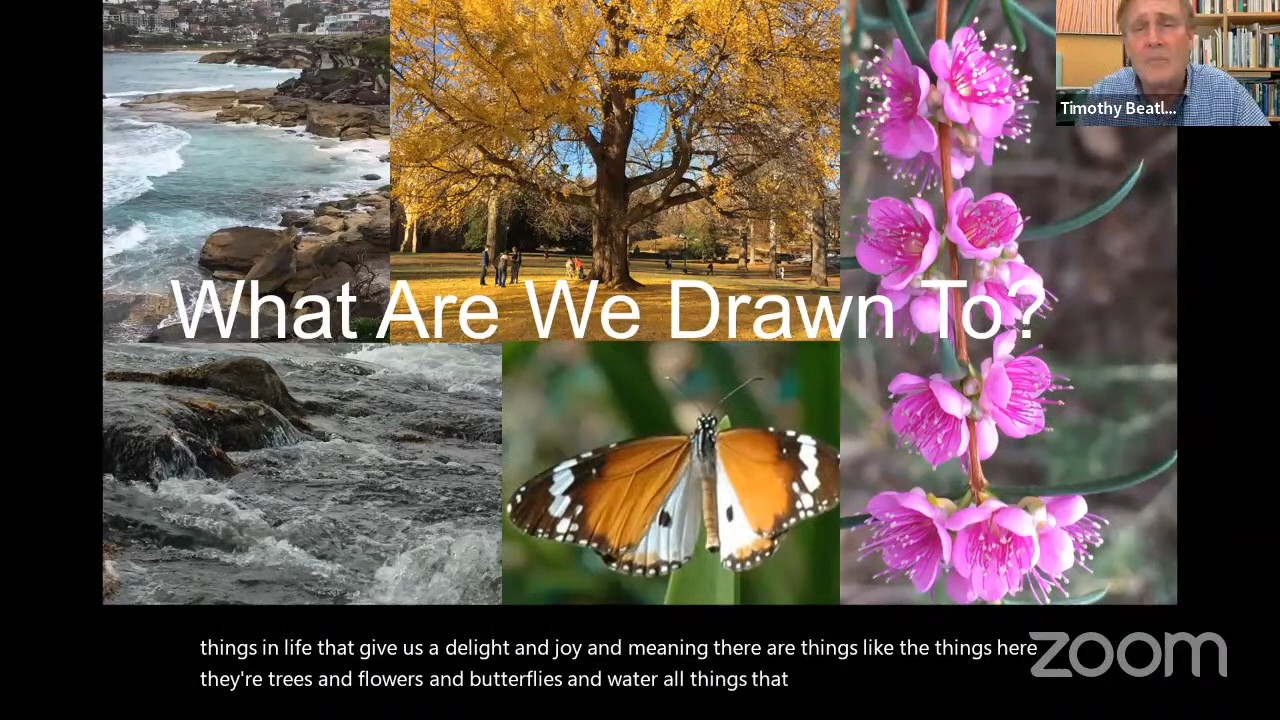 Timothy Beatl...
What Are We Drawn To?
things in life that give us a delight and joy and meaning there are things like the things here
they're trees and flowers and butterflies and water all things that
zoom